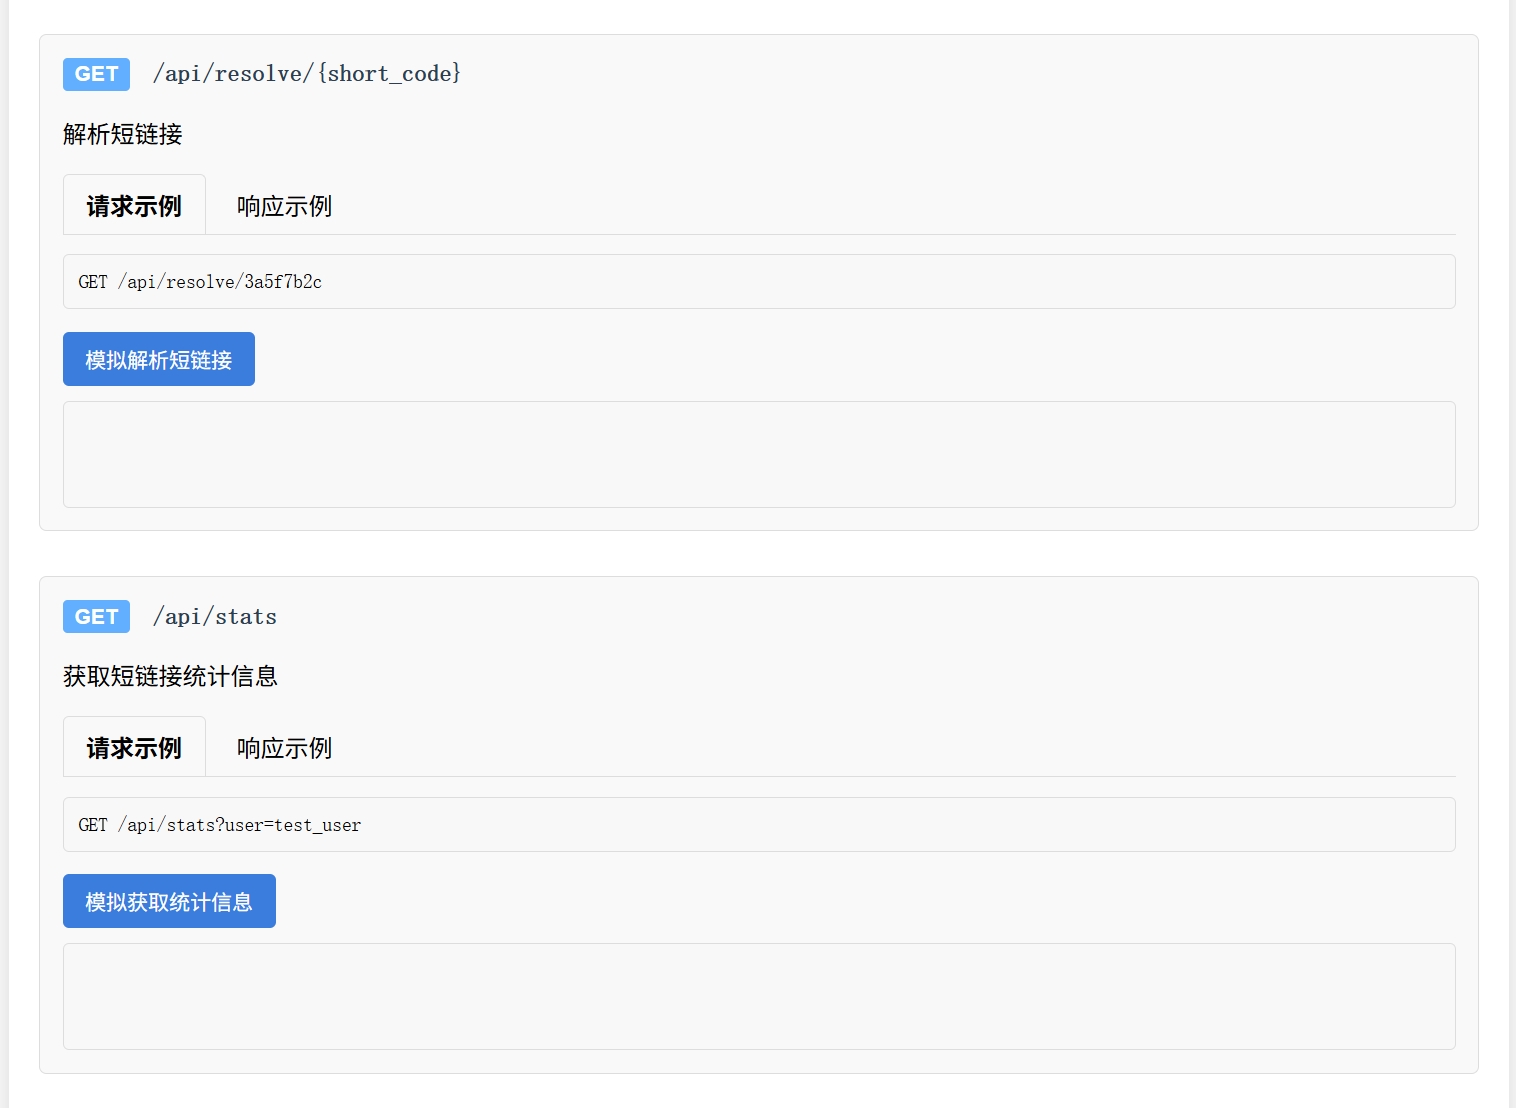 GET /api/resolve/{short_code}
解析短链接
请求示例 响应示例
GET /api/resolve/3a5f7b2c
模拟解析短链接
GET /api/stats
获取短链接统计信息
请求示例 响应示例
GET /api/stats?user=test_user
模拟获取统计信息